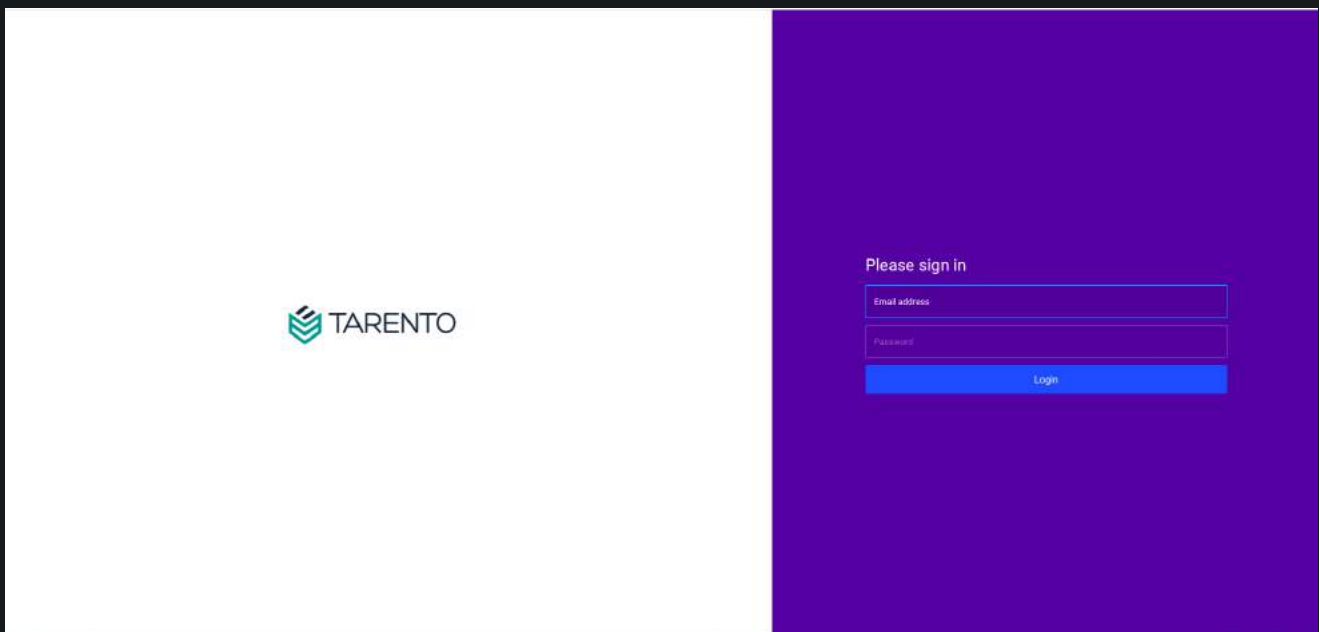 TARENTO
Please sign in
Email address
Password
Login